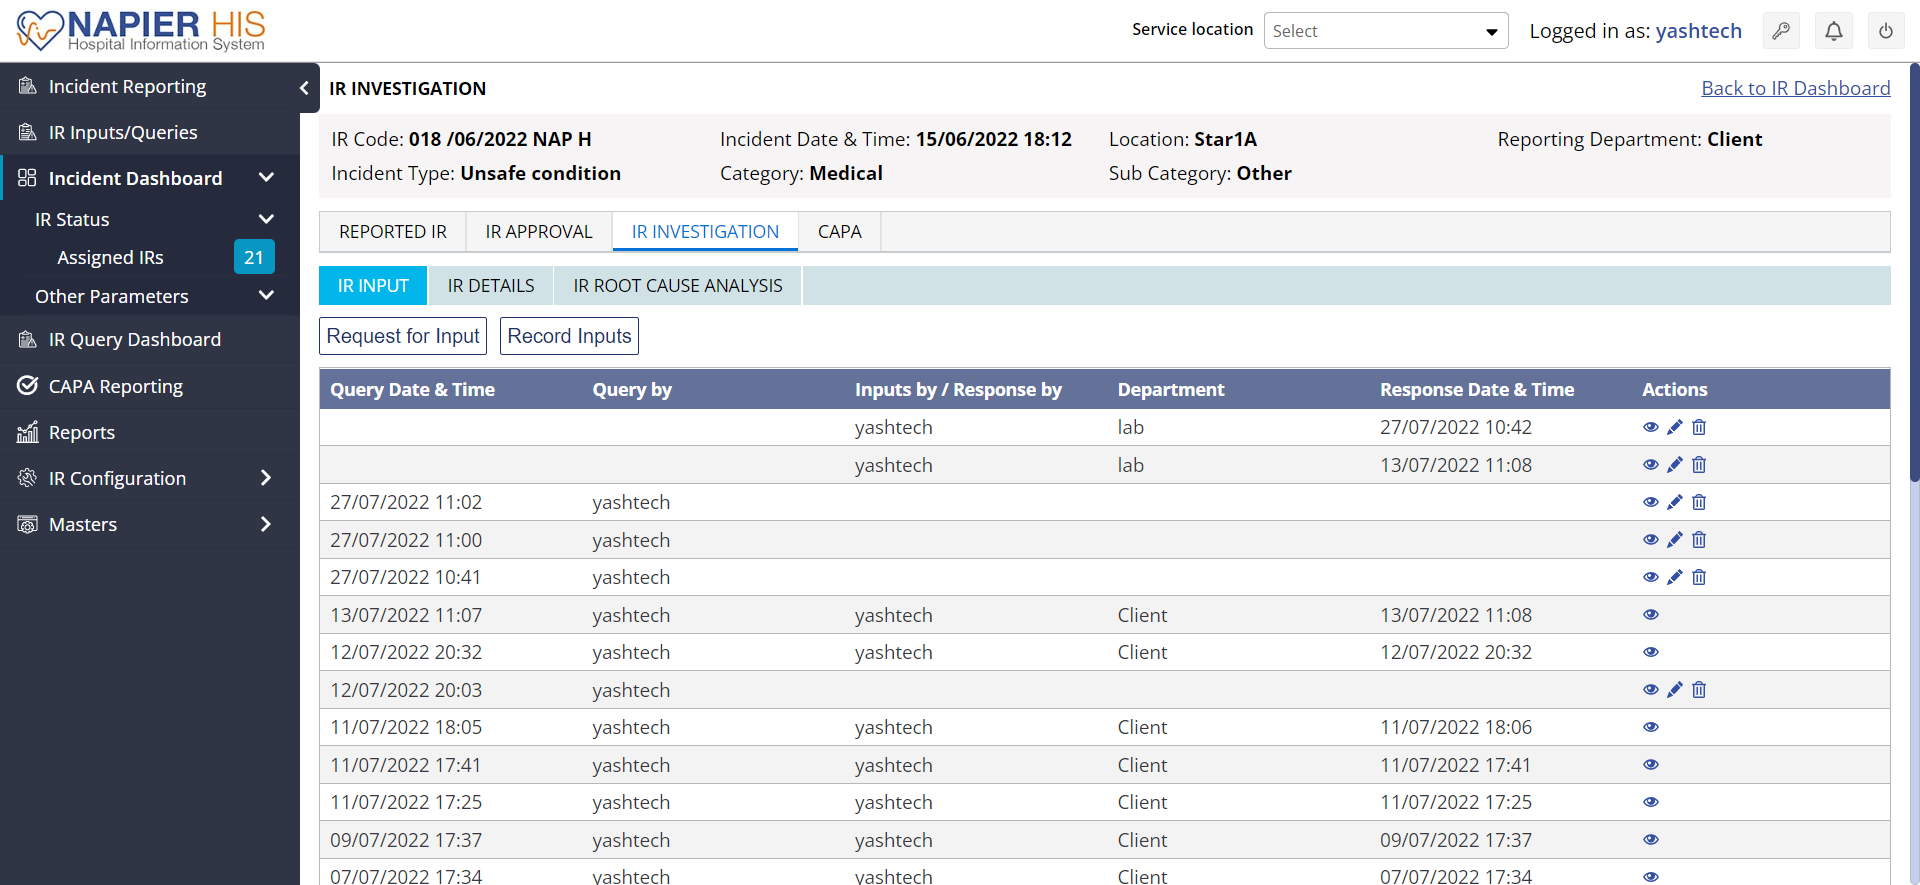 NAPIER HIS
Hospital Information System
Service location
Select
Logged in as: yashtech
Incident Reporting
IR Inputs/Queries
Incident Dashboard
IR Status
Assigned IRs 21
Other Parameters
IR Query Dashboard
CAPA Reporting
Reports
IR Configuration
Masters
IR INVESTIGATION
Back to IR Dashboard
IR Code: 018 /06/2022 NAP H Incident Date & Time: 15/06/2022 18:12 Location: Star1A Reporting Department: Client
Incident Type: Unsafe condition Category: Medical Sub Category: Other
REPORTED IR IR APPROVAL IR INVESTIGATION CAPA
IR INPUT IR DETAILS IR ROOT CAUSE ANALYSIS
Request for Input Record Inputs
Query Date & Time Query by Inputs by / Response by Department Response Date & Time Actions
yashtech lab 27/07/2022 10:42
yashtech lab 13/07/2022 11:08
27/07/2022 11:02 yashtech
27/07/2022 11:00 yashtech
27/07/2022 10:41 yashtech
13/07/2022 11:07 yashtech yashtech Client 13/07/2022 11:08
12/07/2022 20:32 yashtech yashtech Client 12/07/2022 20:32
12/07/2022 20:03 yashtech
11/07/2022 18:05 yashtech yashtech Client 11/07/2022 18:06
11/07/2022 17:41 yashtech yashtech Client 11/07/2022 17:41
11/07/2022 17:25 yashtech yashtech Client 11/07/2022 17:25
09/07/2022 17:37 yashtech yashtech Client 09/07/2022 17:37
07/07/2022 17:34 yashtech yashtech Client 07/07/2022 17:34